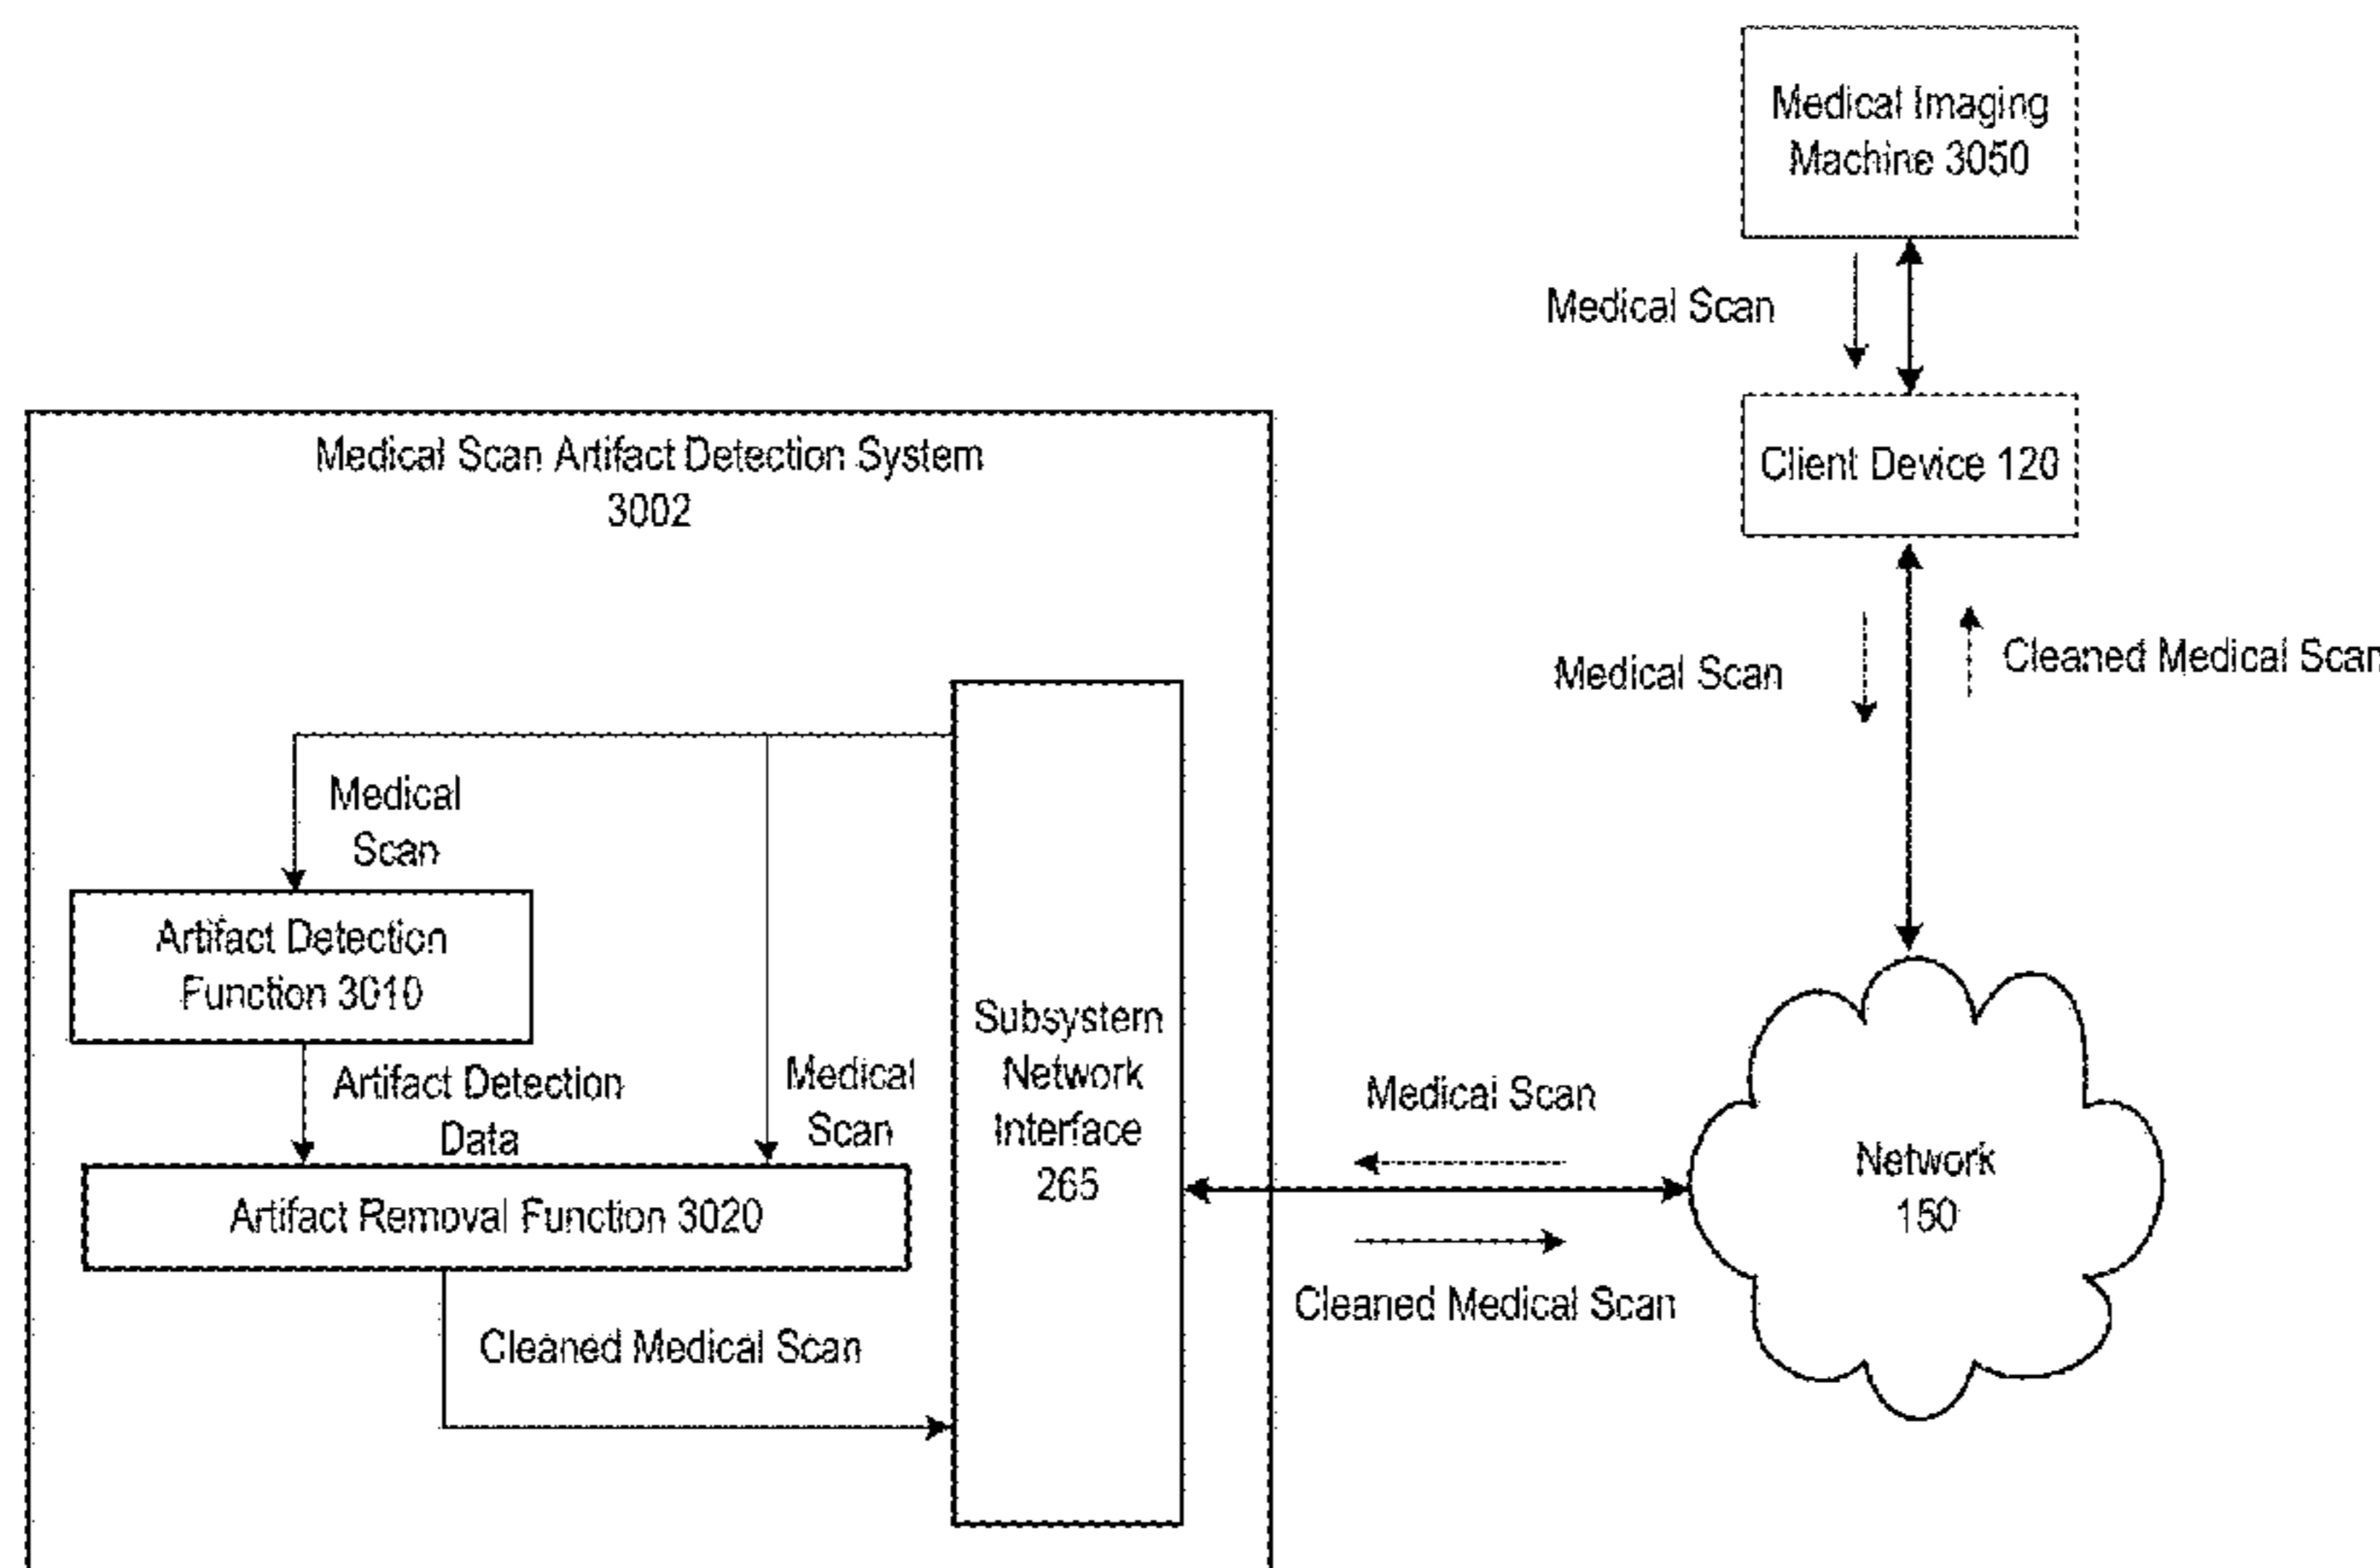 Medical Imaging
Machine 3050
Medical Scan
Client Device 120
Medical Scan Artifact Detection System
3002
Medical Scan
Cleaned Medical Scan
Medical
Scan
Artifact Detection
Function 3010
Artifact Detection
Data
Medical
Scan
Subsystem
Network
Interface
265
Artifact Removal Function 3020
Cleaned Medical Scan
Medical Scan
Cleaned Medical Scan
Network
150